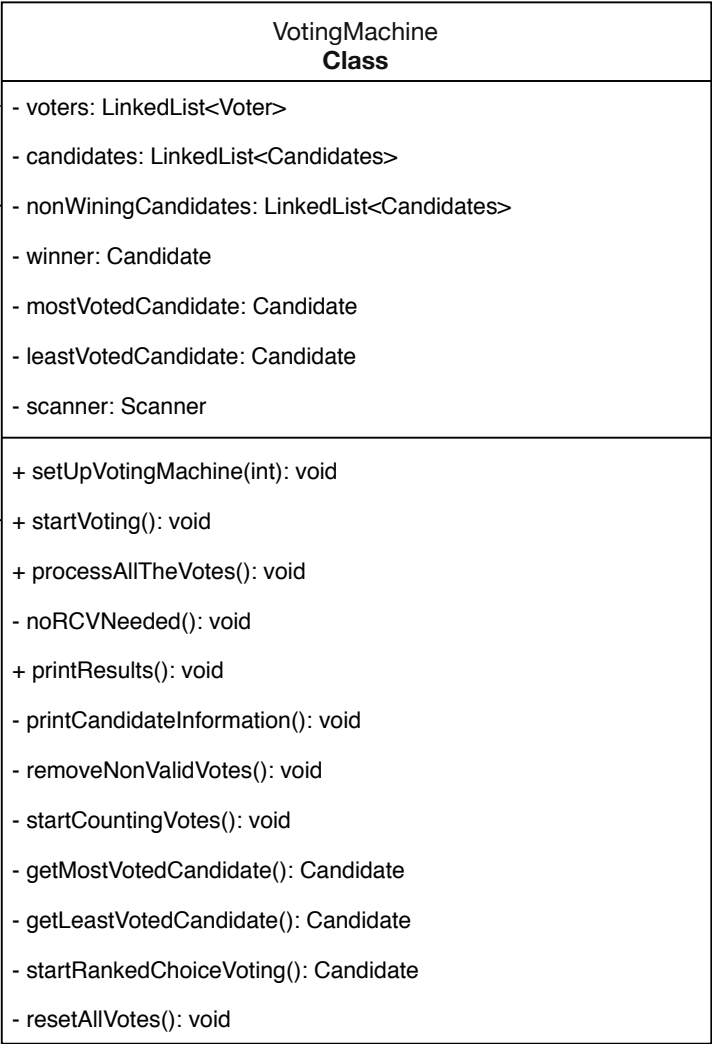 VotingMachine
Class
- voters: LinkedList<Voter>
- candidates: LinkedList<Candidates>
- nonWiningCandidates: LinkedList<Candidates>
- winner: Candidate
- mostVotedCandidate: Candidate
- leastVotedCandidate: Candidate
- scanner: Scanner
+ setUpVotingMachine(int): void
+ startVoting(): void
+ processAllTheVotes(): void
- noRCVNeeded(): void
+ printResults(): void
- printCandidateInformation(): void
- removeNonValidVotes(): void
- startCountingVotes(): void
- getMostVotedCandidate(): Candidate
- getLeastVotedCandidate(): Candidate
- startRankedChoiceVoting(): Candidate
- resetAllVotes(): void